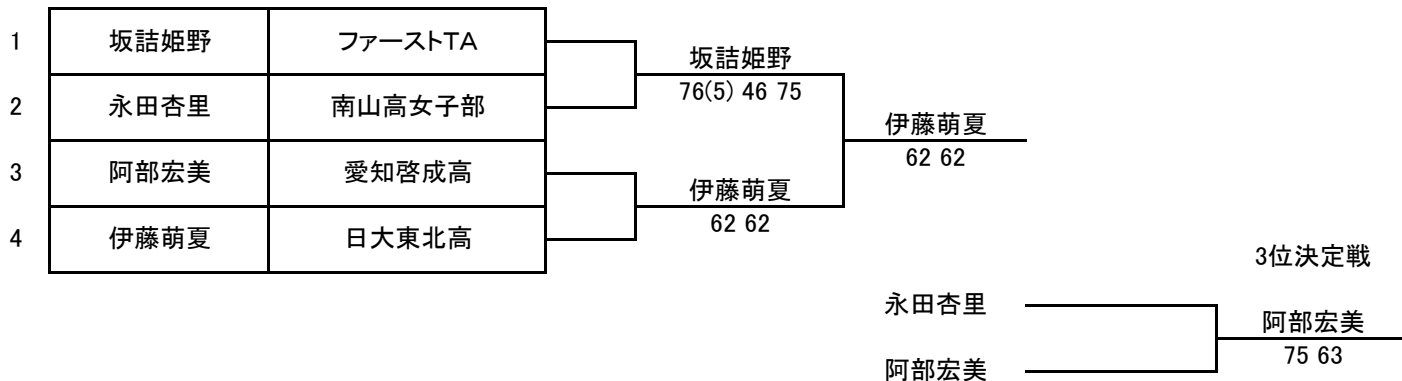 1 坂詰姫野 ファーストTA
2 永田杏里 南山高女子部
3 阿部宏美 愛知啓成高
4 伊藤萌夏 日大東北高
坂詰姫野
76(5) 46 75
伊藤萌夏
62 62
伊藤萌夏
62 62
3位決定戦
永田杏里
阿部宏美
阿部宏美
75 63